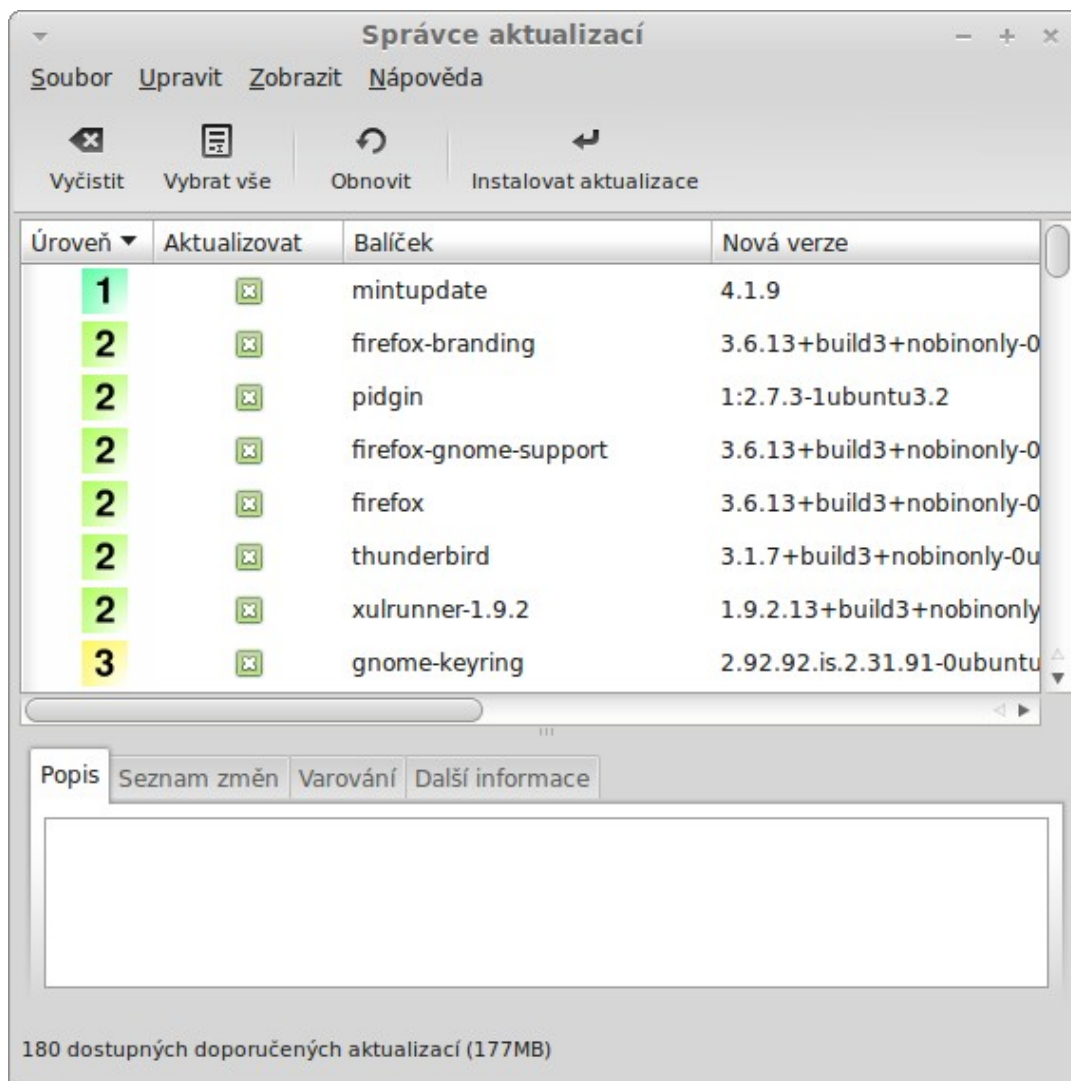 Správce aktualizací
Soubor Upravit Zobrazit Nápověda
Vyčistit Vybrat vše Obnovit Instalovat aktualizace
Úroveň Aktualizovat Balíček Nová verze
1 mintupdate 4.1.9
2 firefox-branding 3.6.13+build3+nobinonly-0
2 pidgin 1:2.7.3-1ubuntu3.2
2 firefox-gnome-support 3.6.13+build3+nobinonly-0
2 firefox 3.6.13+build3+nobinonly-0
2 thunderbird 3.1.7+build3+nobinonly-0u
2 xulrunner-1.9.2 1.9.2.13+build3+nobinonly
3 gnome-keyring 2.92.92.is.2.31.91-0ubuntu
Popis Seznam změn Varování Další informace
180 dostupných doporučených aktualizací (177MB)